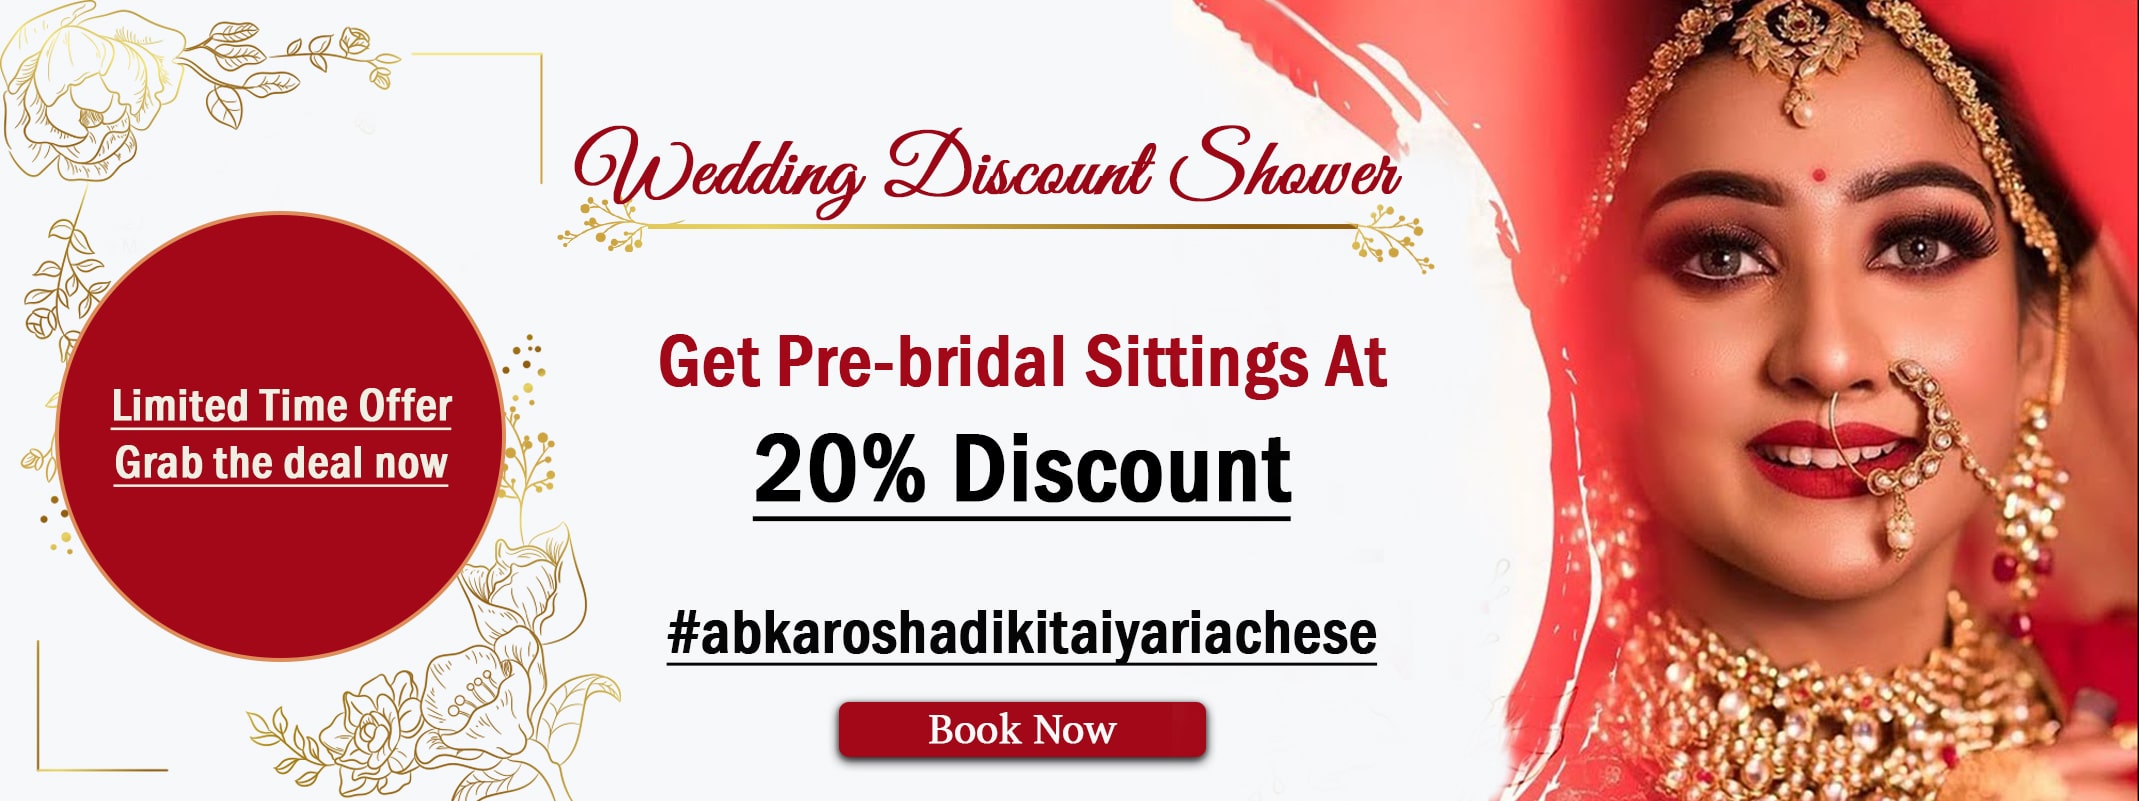 Wedding Discount Shower
Limited Time Offer
Grab the deal now
Get Pre-bridal Sittings At
20% Discount
#abkaroshadikitaiyariachese
Book Now